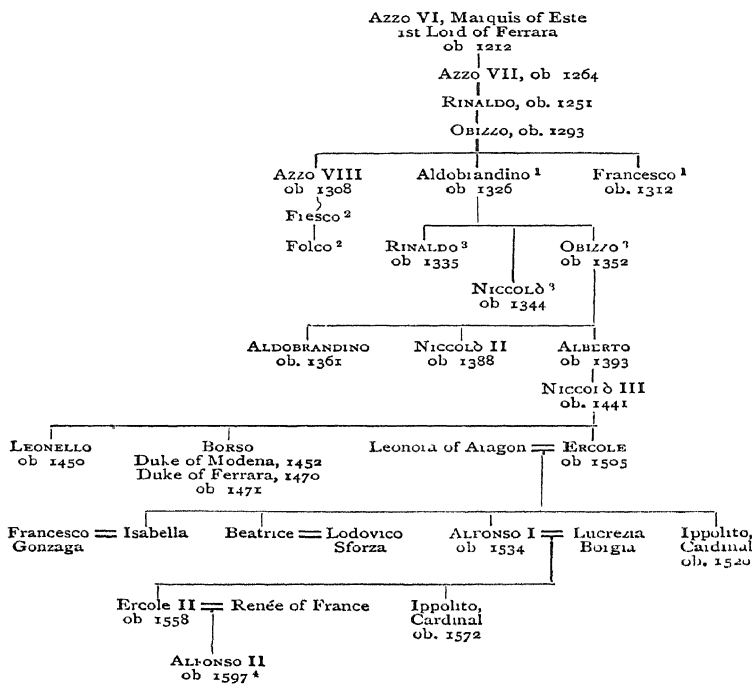 Azzo VI, Marquis of Este
1st Lord of Ferrara
ob 1212
Azzo VII, ob 1264
Rinaldo, ob. 1251
Obizzo, ob. 1293
Azzo VIII
ob 1308
Aldobrandino 1
ob 1326
Francesco 1
ob. 1312
Fresco 2
Folco 2
Rinaldo 3
ob 1335
Obizzo 3
ob 1352
Niccolò 3
ob 1344
Aldobrandino
ob. 1361
Niccolò II
ob 1388
Alberto
ob 1393
Niccolò III
ob. 1441
Leonello
ob 1450
Borso
Duke of Modena, 1452
Duke of Ferrara, 1470
ob 1471
Leonora of Aragon = Ercole
ob 1505
Francesco = Isabella
Gonzaga
Beatrice = Lodovico
Sforza
Alfonso I = Lucrezia
ob 1534 Borgia
Ippolito,
Cardinal
ob. 1520
Ercole II = Renée of France
ob 1558
Ippolito,
Cardinal
ob. 1572
Alfonso II
ob 1597 4